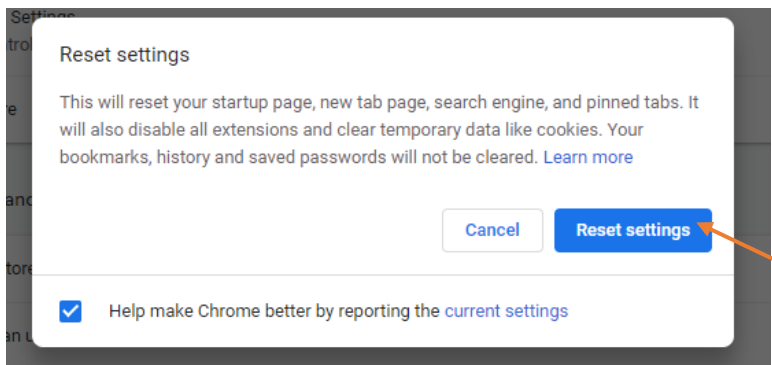 Settings
Reset settings
This will reset your startup page, new tab page, search engine, and pinned tabs. It
will also disable all extensions and clear temporary data like cookies. Your
bookmarks, history and saved passwords will not be cleared. Learn more
Cancel Reset settings
Help make Chrome better by reporting the current settings